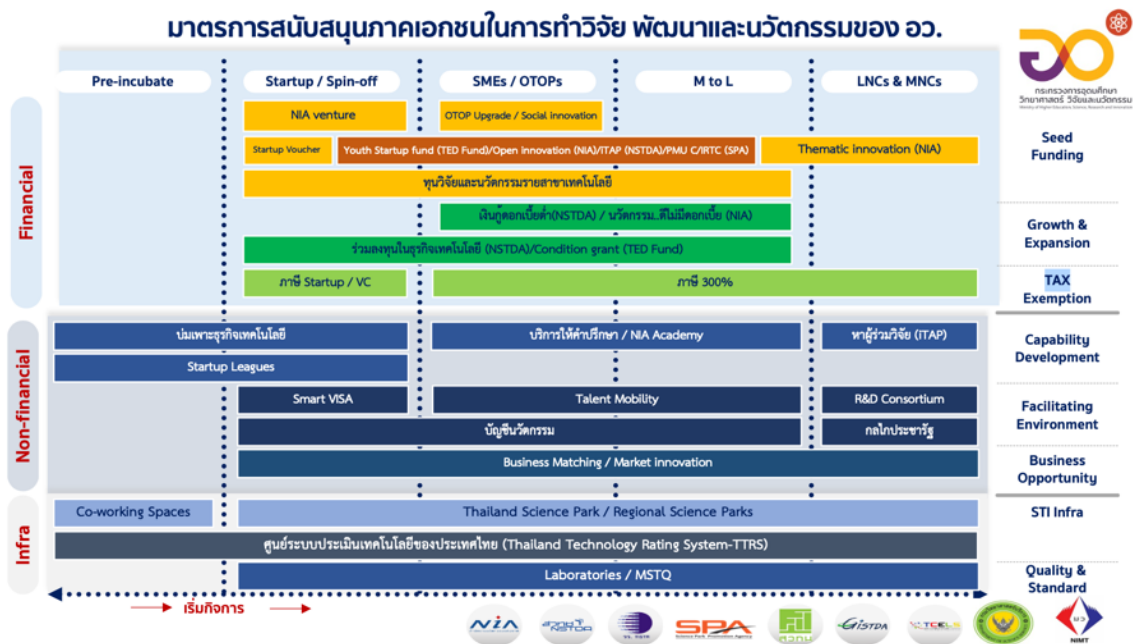 มาตรการสนับสนุนภาคเอกชนในการทำวิจัย พัฒนาและนวัตกรรมของ อว.
กระทรวงการอุดมศึกษา
วิทยาศาสตร์ วิจัยและนวัตกรรม
Ministry of Higher Education, Science, Research and Innovation
Pre-incubate
Startup / Spin-off
SMEs / OTOPs
M to L
LNCs & MNCs
Financial
NIA venture
OTOP Upgrade / Social innovation
Seed
Funding
Startup Voucher
Youth Startup fund (TED Fund)/Open innovation (NIA)/ITAP (NSTDA)/PMU C/IRTC (SPA)
Thematic innovation (NIA)
ทุนวิจัยและนวัตกรรมรายสาขาเทคโนโลยี
เงินกู้ดอกเบี้ยต่ำ(NSTDA) / นวัตกรรม..ดีไม่มีดอกเบี้ย (NIA)
Growth &
Expansion
ร่วมลงทุนในธุรกิจเทคโนโลยี (NSTDA)/Condition grant (TED Fund)
ภาษี Startup / VC
ภาษี 300%
TAX
Exemption
Non-financial
บ่มเพาะธุรกิจเทคโนโลยี
บริการให้คำปรึกษา / NIA Academy
หาผู้ร่วมวิจัย (ITAP)
Capability
Development
Startup Leagues
Smart VISA
Talent Mobility
R&D Consortium
Facilitating
Environment
บัญชีนวัตกรรม
กลไกประชารัฐ
Business Matching / Market innovation
Business
Opportunity
Infra
Co-working Spaces
Thailand Science Park / Regional Science Parks
STI Infra
ศูนย์ระบบประเมินเทคโนโลยีของประเทศไทย (Thailand Technology Rating System-TTRS)
Laboratories / MSTQ
Quality &
Standard
เริ่มกิจการ
NIA
สวทช NSTDA
SPA
Science Park Promotion Agency
GISTDA
TCELS
NIMT